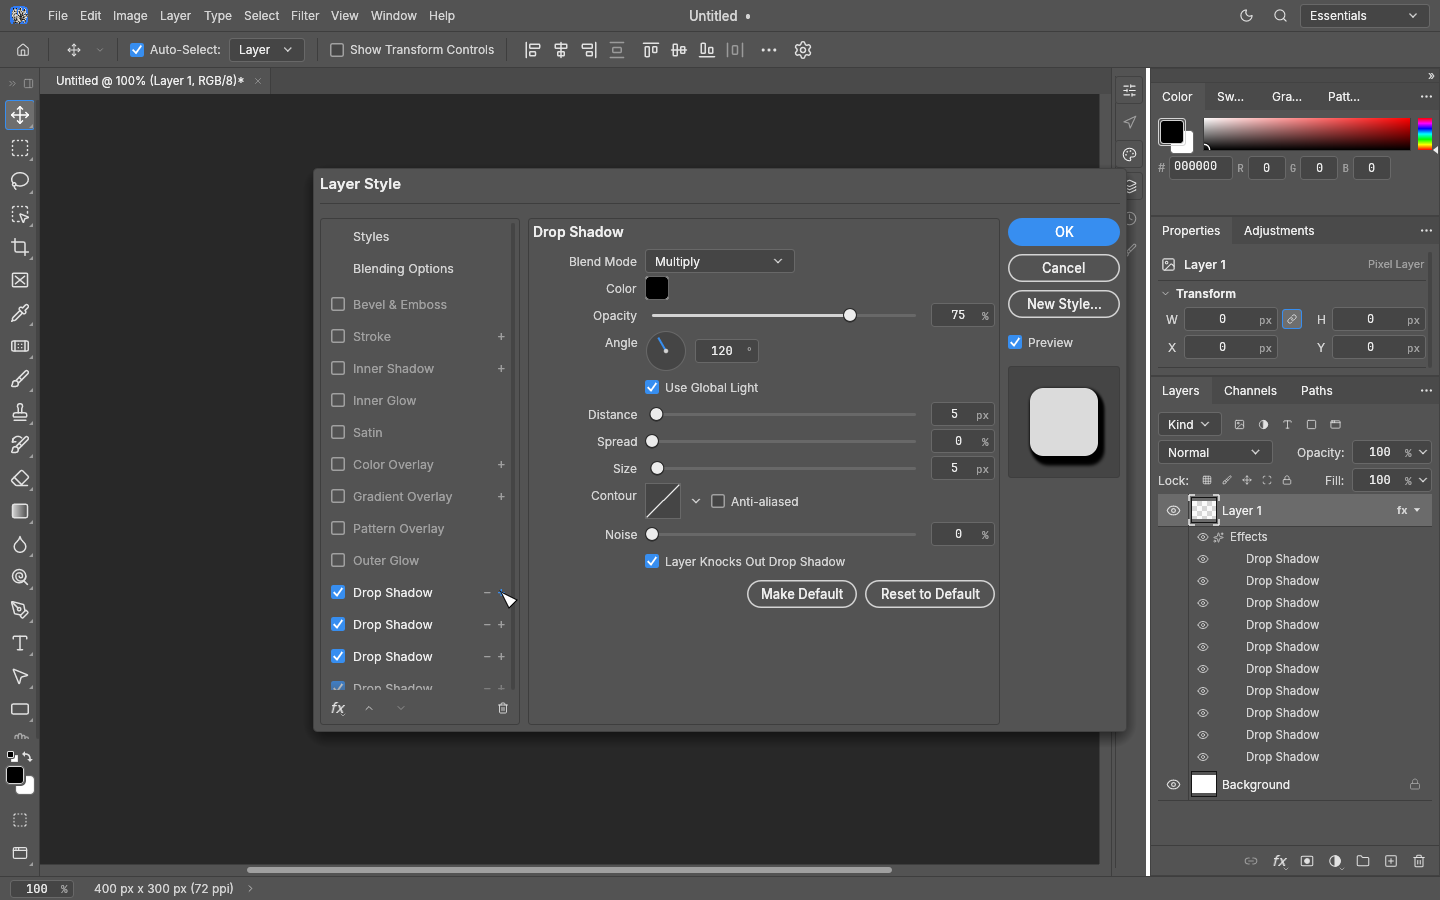 File Edit Image Layer Type Select Filter View Window Help
Untitled •
Essentials
Auto-Select:
Layer
Show Transform Controls
Untitled @ 100% (Layer 1, RGB/8)*
Color Sw... Gra... Patt...
# 000000 R 0 G 0 B 0
Properties Adjustments
Layer 1
Pixel Layer
Transform
W 0 px H 0 px
X 0 px Y 0 px
Layers Channels Paths
Kind
Normal Opacity: 100 %
Lock: Fill: 100 %
Layer 1 fx
Effects
Drop Shadow
Drop Shadow
Drop Shadow
Drop Shadow
Drop Shadow
Drop Shadow
Drop Shadow
Drop Shadow
Drop Shadow
Drop Shadow
Background
fx
Layer Style
Styles
Blending Options
Bevel & Emboss
Stroke +
Inner Shadow +
Inner Glow
Satin
Color Overlay +
Gradient Overlay +
Pattern Overlay
Outer Glow
Drop Shadow −
Drop Shadow − +
Drop Shadow − +
Drop Shadow − +
fx
Drop Shadow
Blend Mode Multiply
Color
Opacity 75 %
Angle 120 °
Use Global Light
Distance 5 px
Spread 0 %
Size 5 px
Contour Anti-aliased
Noise 0 %
Layer Knocks Out Drop Shadow
Make Default Reset to Default
OK
Cancel
New Style...
Preview
100 % 400 px x 300 px (72 ppi)